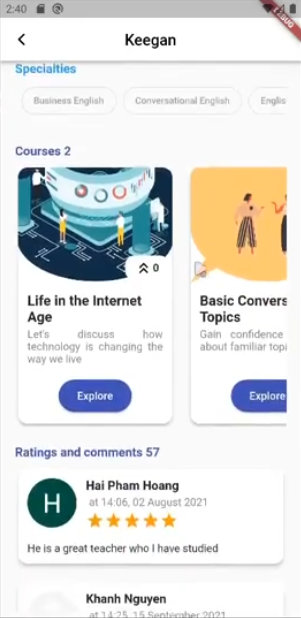 2:40
DEBUG
Keegan
Specialties
Business English
Conversational English
Englis
Courses 2
0
Life in the Internet
Age
Let's discuss how
technology is changing the
way we live
Explore
Basic Convers
Topics
Gain confidence
about familiar topi
Explore
Ratings and comments 57
H
Hai Pham Hoang
at 14:06, 02 August 2021
He is a great teacher who I have studied
Khanh Nguyen
at 14:25, 15 September 2021